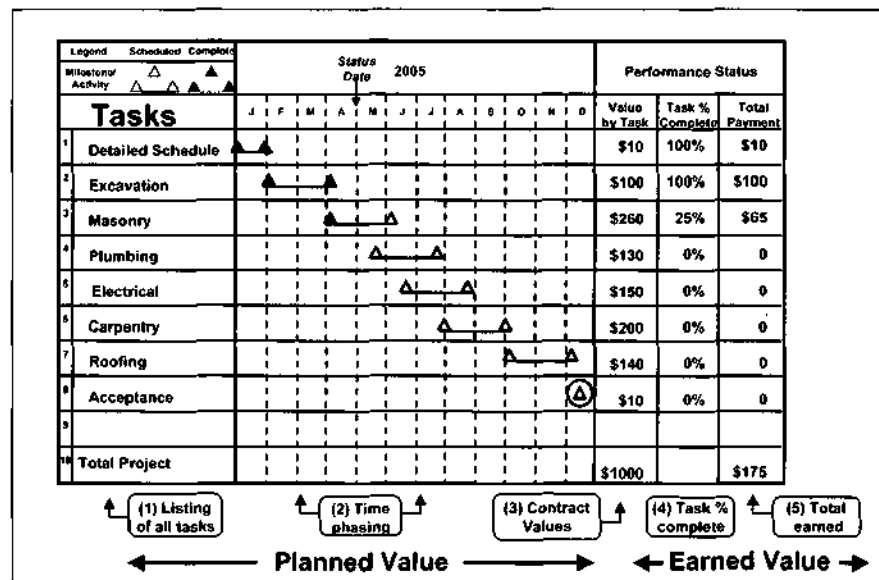 Legend Scheduled Complete
Milestone/ Activity
Status Date 2005
Performance Status
Tasks J F M A M J J A S O N D Value by Task Task % Complete Total Payment
1 Detailed Schedule $10 100% $10
2 Excavation $100 100% $100
3 Masonry $260 25% $65
4 Plumbing $130 0% 0
5 Electrical $150 0% 0
6 Carpentry $200 0% 0
7 Roofing $140 0% 0
8 Acceptance $10 0% 0
9
10 Total Project $1000 $175
(1) Listing of all tasks
(2) Time phasing
(3) Contract Values
(4) Task % complete
(5) Total earned
Planned Value Earned Value